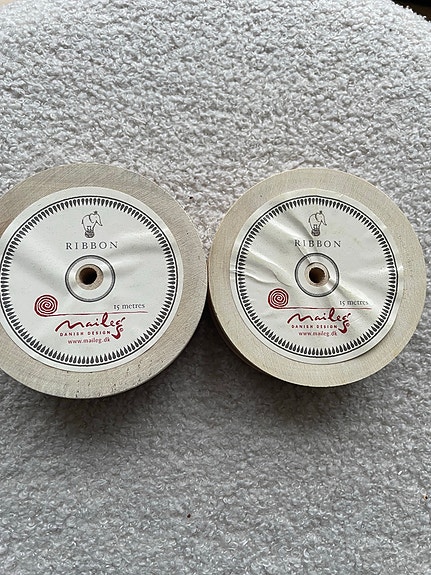 RIBBON
15 metres
maileg
DANISH DESIGN
www.maileg.dk
RIBBON
15 metres
maileg
DANISH DESIGN
www.maileg.dk